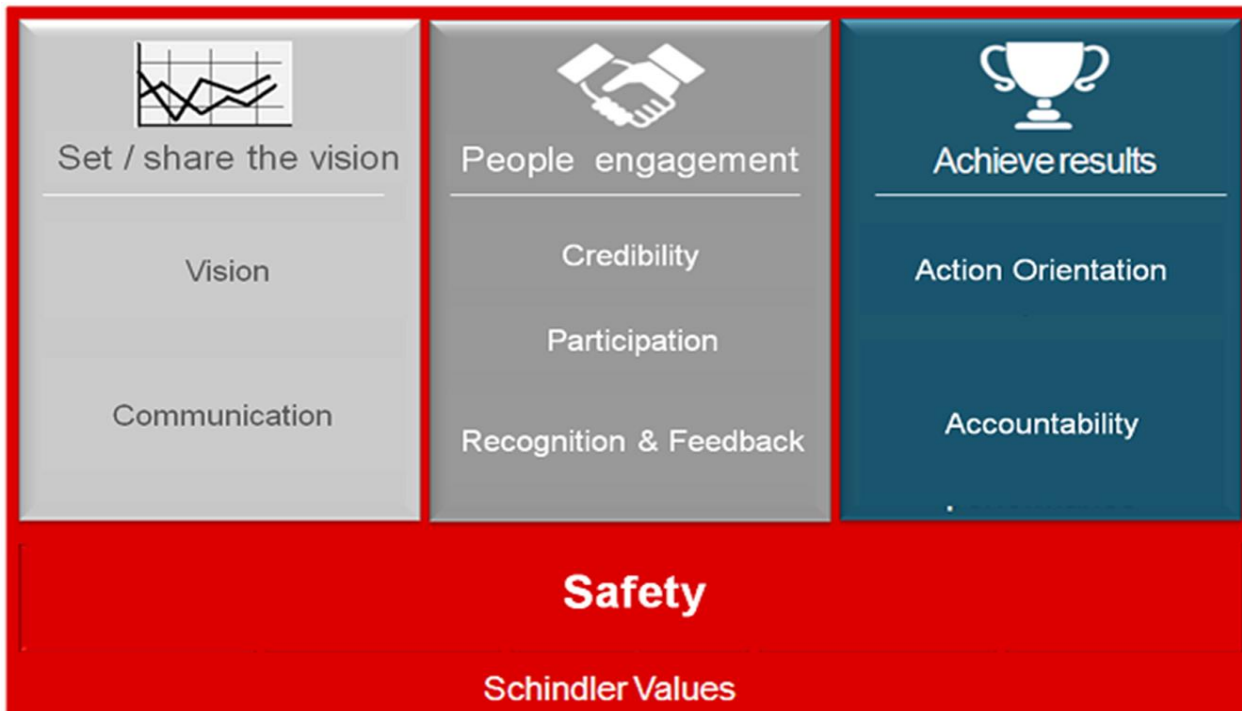 Set / share the vision
Vision
Communication
People engagement
Credibility
Participation
Recognition & Feedback
Achieve results
Action Orientation
Accountability
Safety
Schindler Values